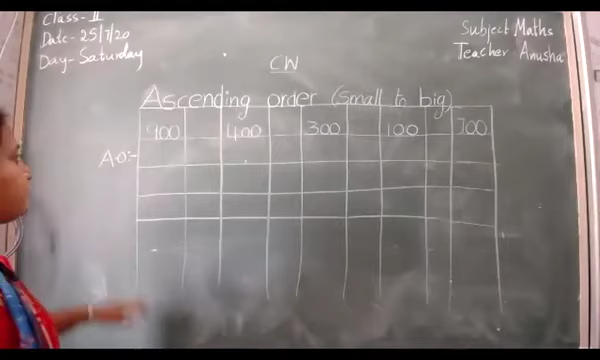 Class - II
Date - 25/7/20
Day - Saturday
Subject Maths
Teacher Anusha
CW
Ascending order (small to big)
900 400 300 100 700
AO:-